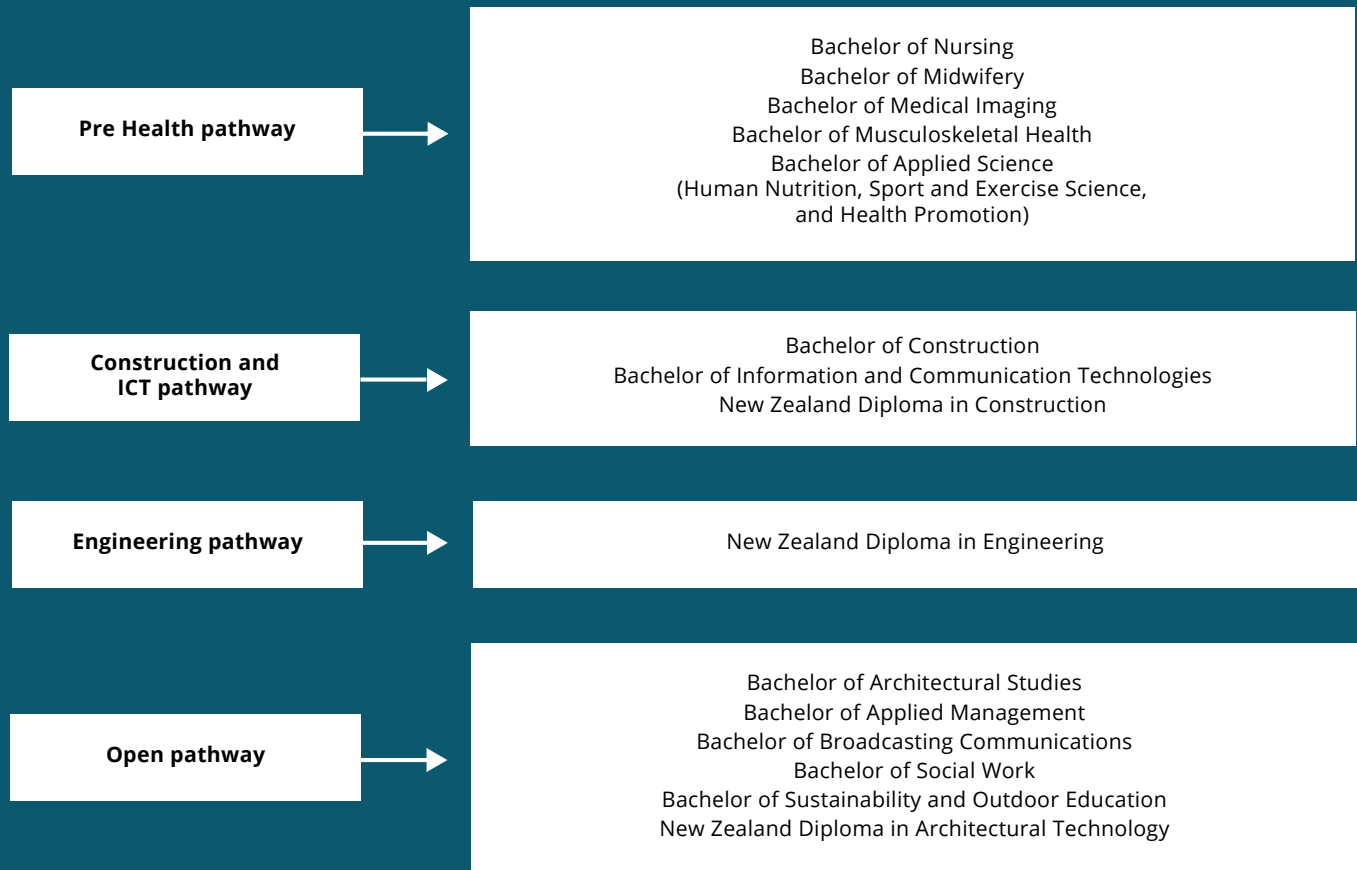 Pre Health pathway
Bachelor of Nursing
Bachelor of Midwifery
Bachelor of Medical Imaging
Bachelor of Musculoskeletal Health
Bachelor of Applied Science
(Human Nutrition, Sport and Exercise Science,
and Health Promotion)
Construction and
ICT pathway
Bachelor of Construction
Bachelor of Information and Communication Technologies
New Zealand Diploma in Construction
Engineering pathway
New Zealand Diploma in Engineering
Open pathway
Bachelor of Architectural Studies
Bachelor of Applied Management
Bachelor of Broadcasting Communications
Bachelor of Social Work
Bachelor of Sustainability and Outdoor Education
New Zealand Diploma in Architectural Technology